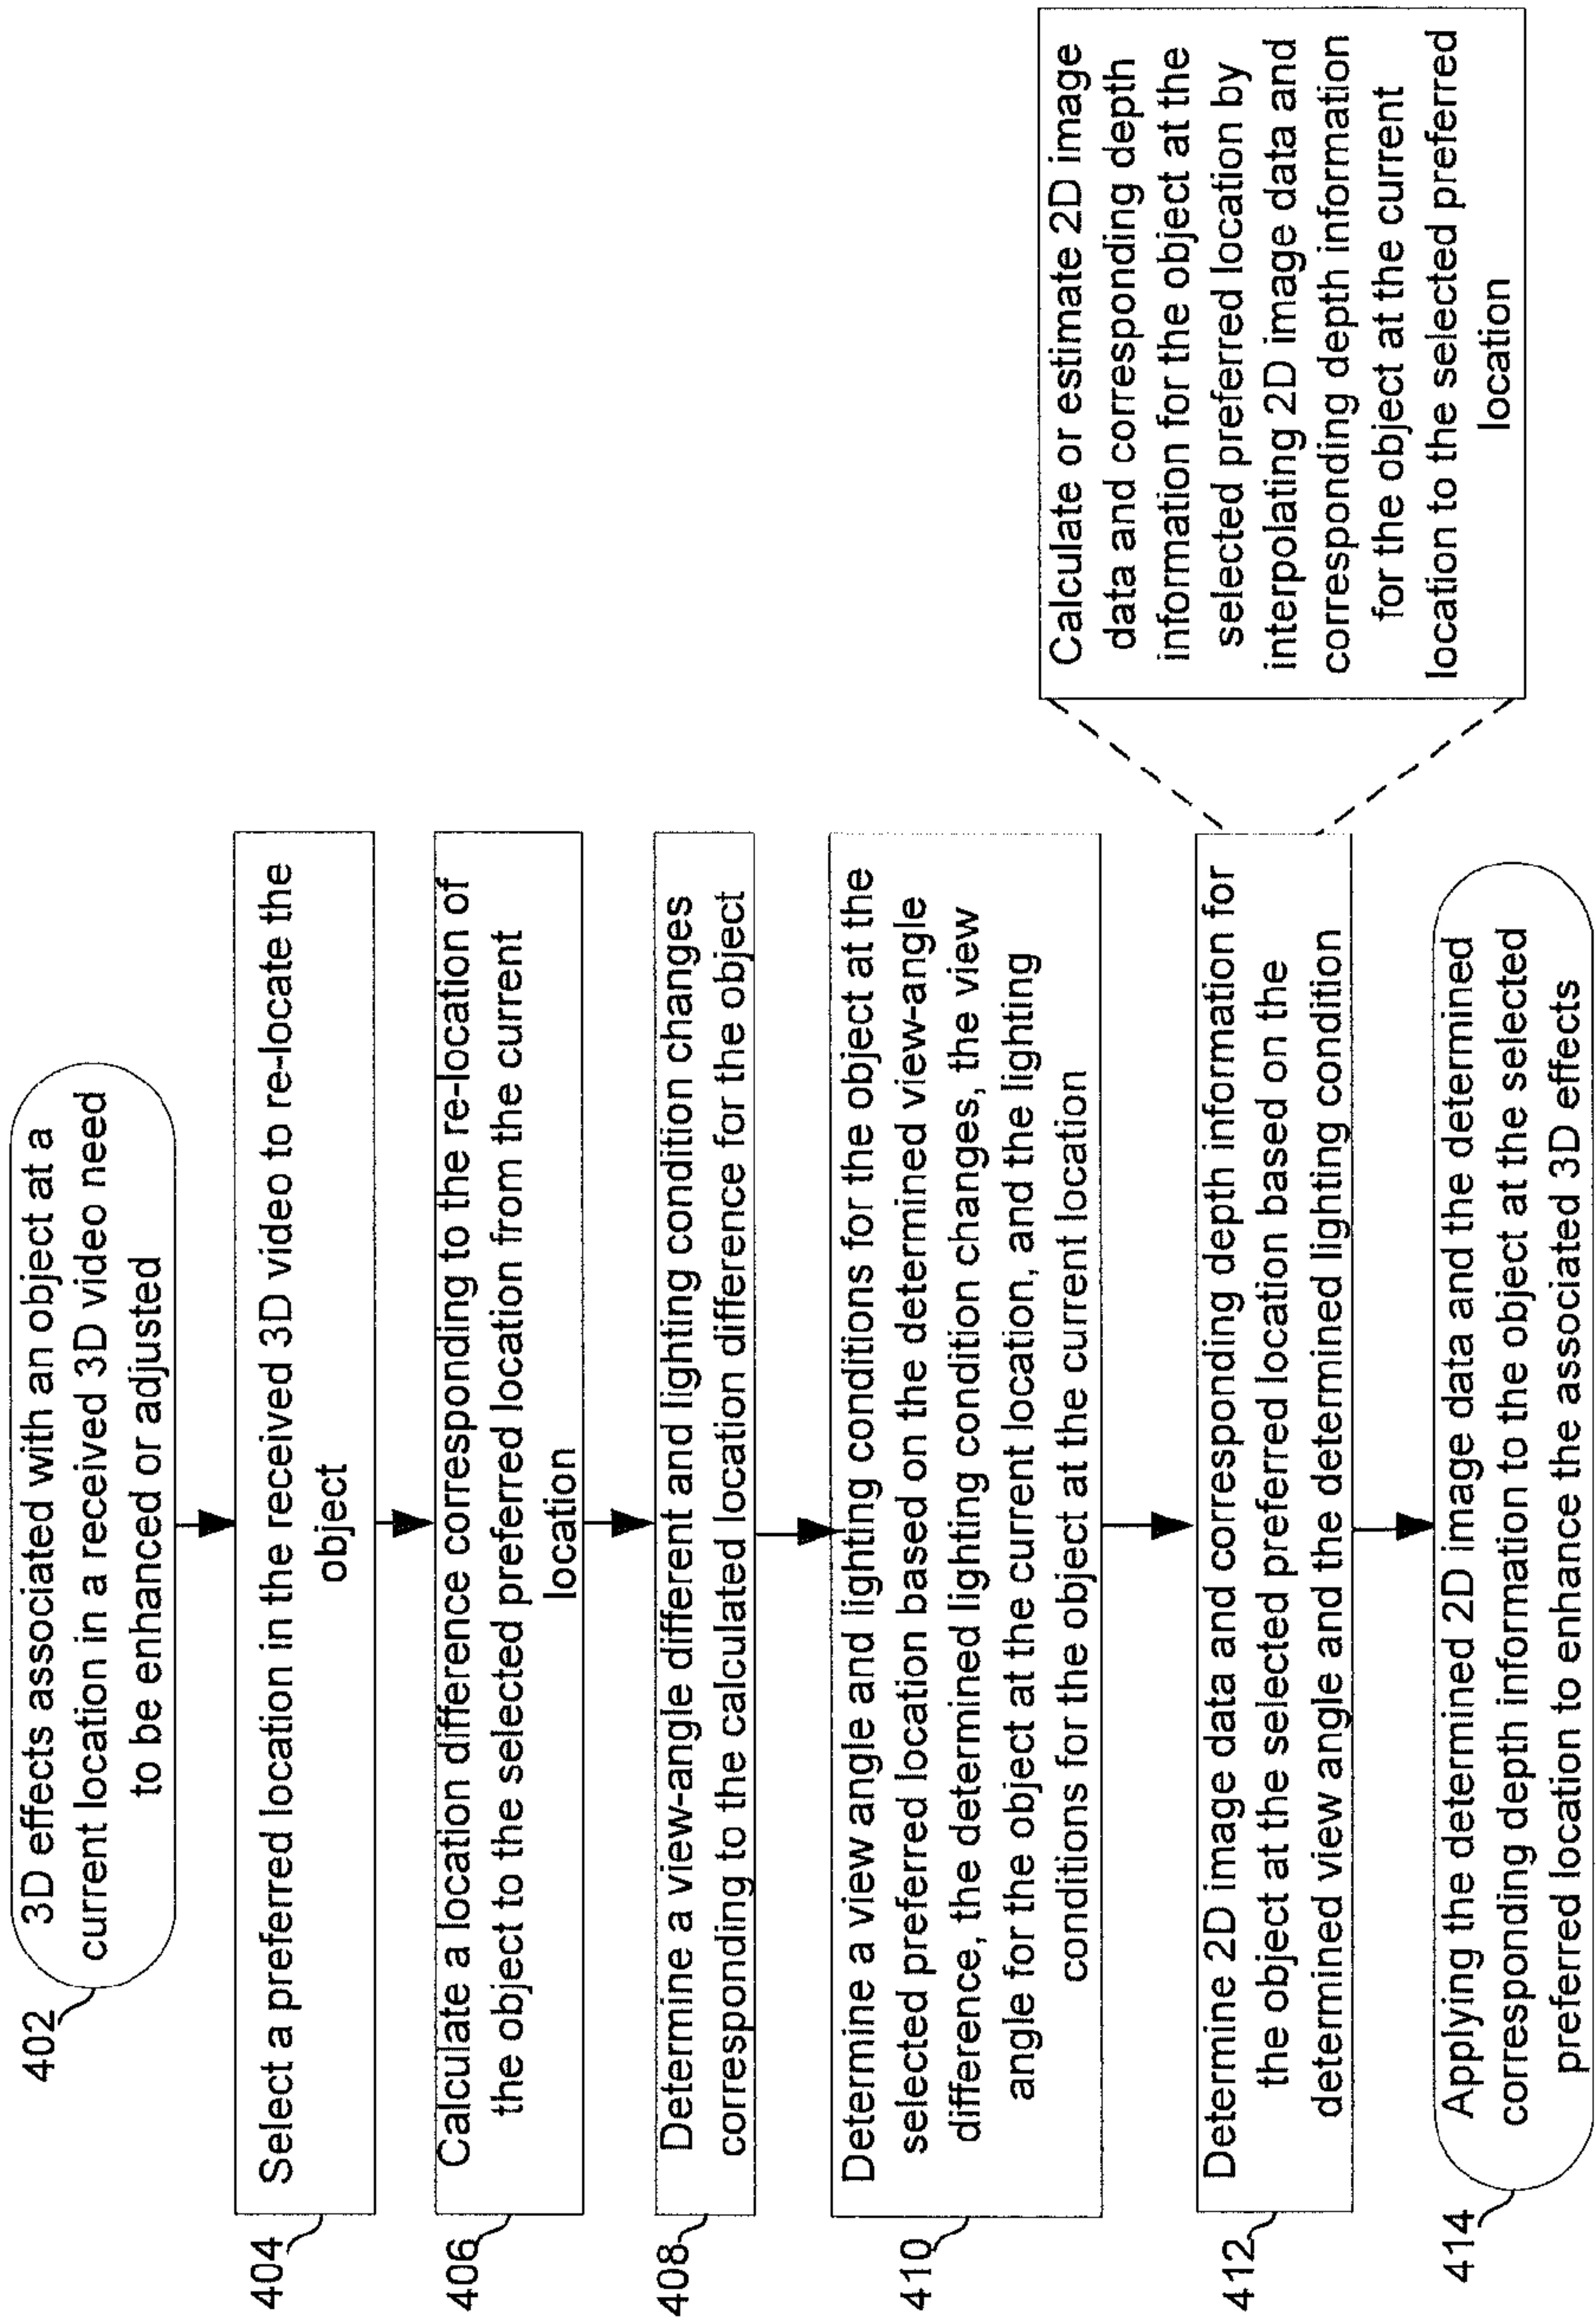 402
3D effects associated with an object at a
current location in a received 3D video need
to be enhanced or adjusted
404
Select a preferred location in the received 3D video to re-locate the
object
406
Calculate a location difference corresponding to the re-location of
the object to the selected preferred location from the current
location
408
Determine a view-angle different and lighting condition changes
corresponding to the calculated location difference for the object
410
Determine a view angle and lighting conditions for the object at the
selected preferred location based on the determined view-angle
difference, the determined lighting condition changes, the view
angle for the object at the current location, and the lighting
conditions for the object at the current location
412
Determine 2D image data and corresponding depth information for
the object at the selected preferred location based on the
determined view angle and the determined lighting condition
Calculate or estimate 2D image
data and corresponding depth
information for the object at the
selected preferred location by
interpolating 2D image data and
corresponding depth information
for the object at the current
location to the selected preferred
location
414
Applying the determined 2D image data and the determined
corresponding depth information to the object at the selected
preferred location to enhance the associated 3D effects